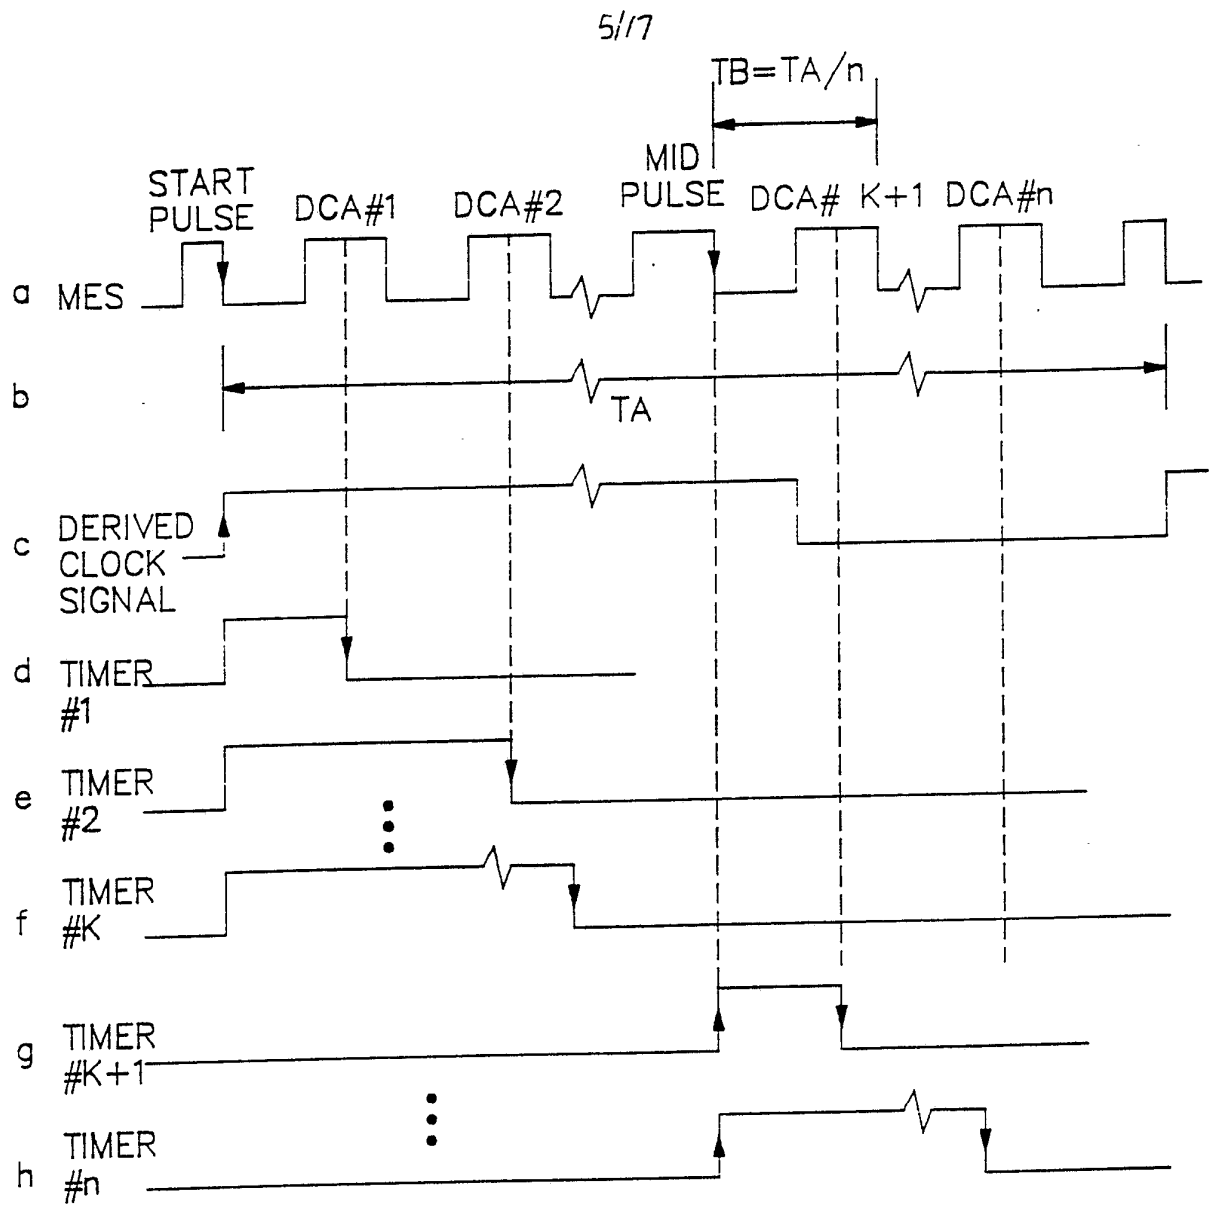 5/17
TB=TA/n
START
PULSE
DCA#1
DCA#2
MID
PULSE
DCA# K+1
DCA#n
a MES
b
TA
c DERIVED
CLOCK
SIGNAL
d TIMER
#1
e TIMER
#2
f TIMER
#K
g TIMER
#K+1
h TIMER
#n